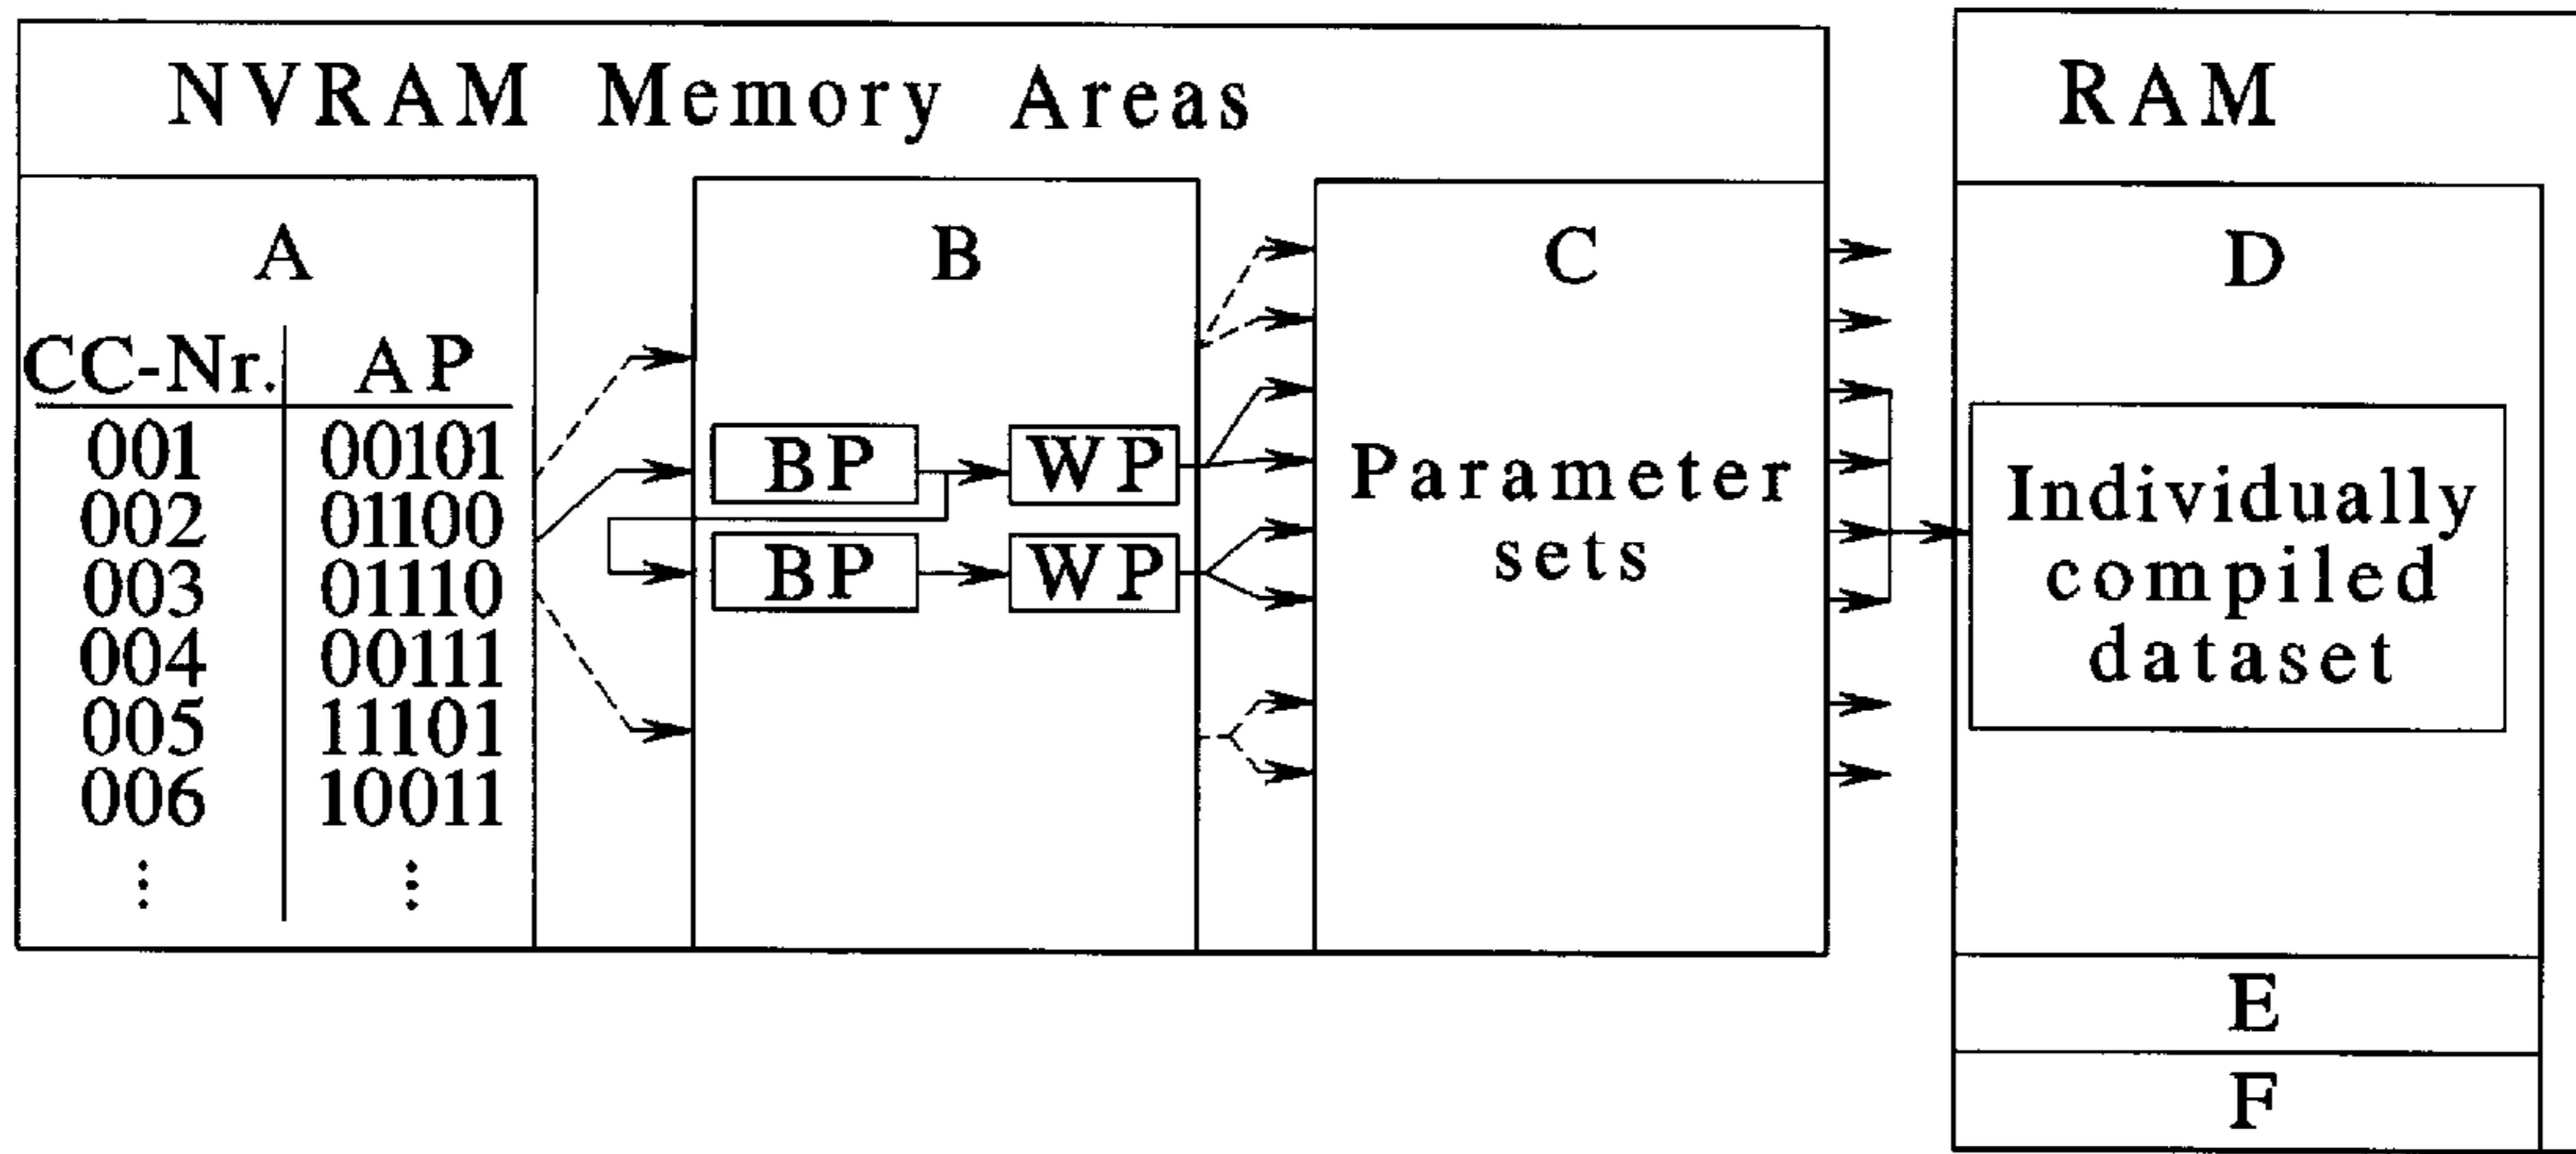 NVRAM Memory Areas
RAM
A
CC-Nr. AP
001 00101
002 01100
003 01110
004 00111
005 11101
006 10011
⋮ ⋮
B
BP WP
BP WP
C
Parameter
sets
D
Individually
compiled
dataset
E
F